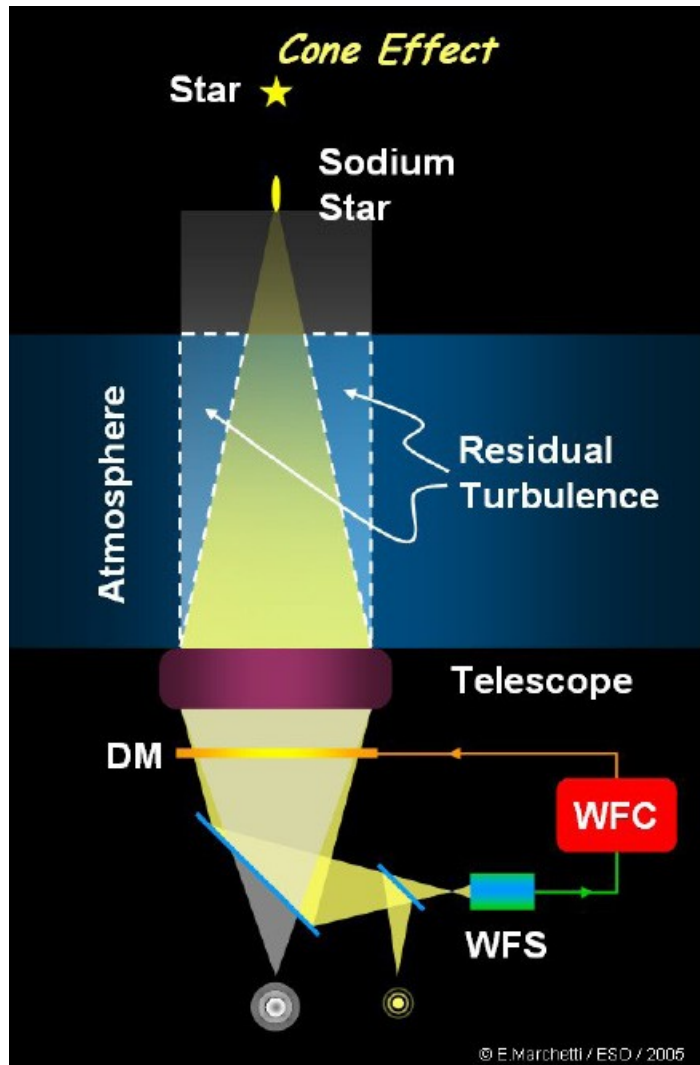 Cone Effect
Star
Sodium
Star
Atmosphere
Residual
Turbulence
Telescope
DM
WFC
WFS
© E.Marchetti / ESO / 2005